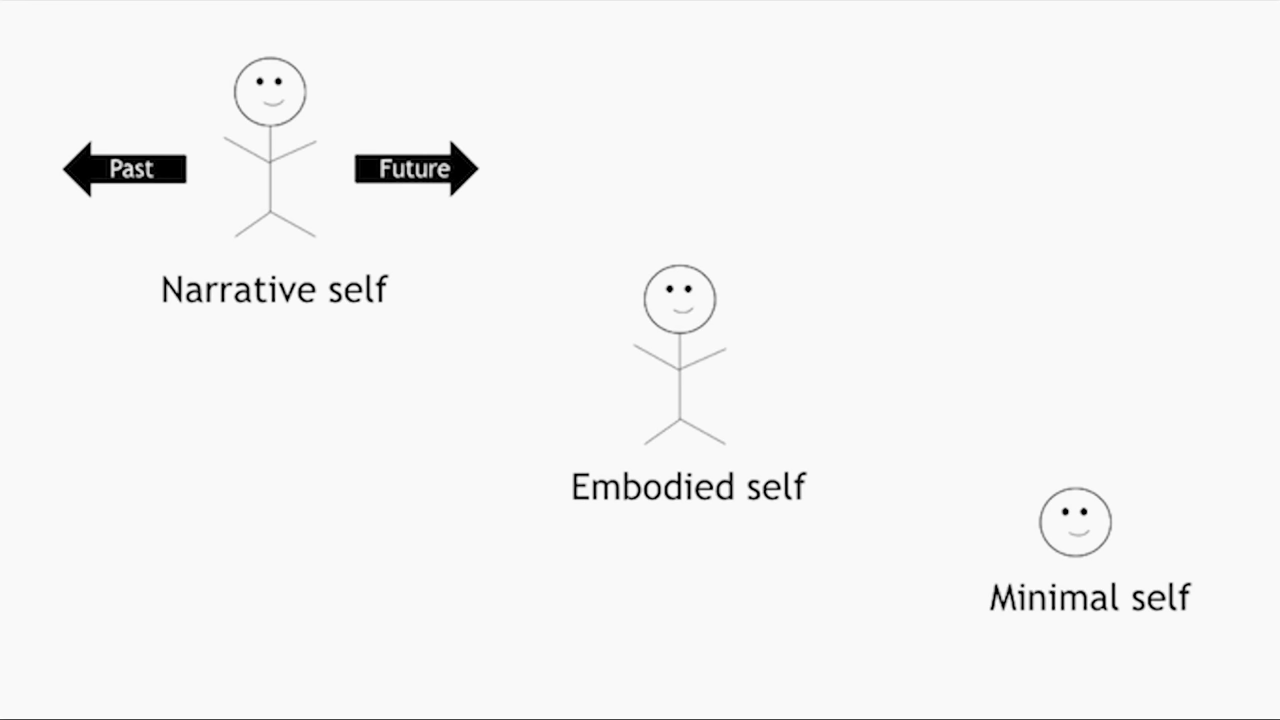 Past
Future
Narrative self
Embodied self
Minimal self